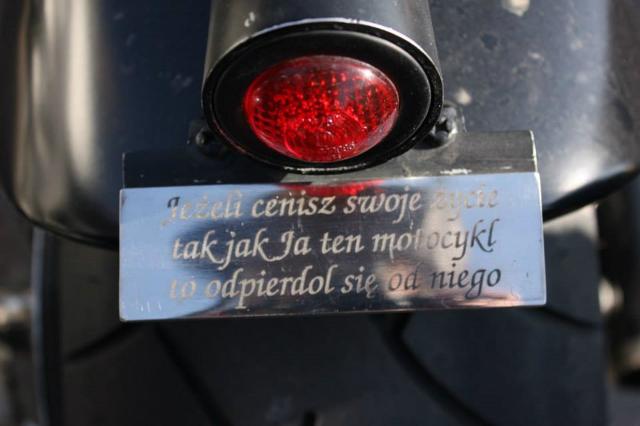 Jeżeli cenisz swoje życie
tak jak Ja ten motocykl
to odpierdol się od niego